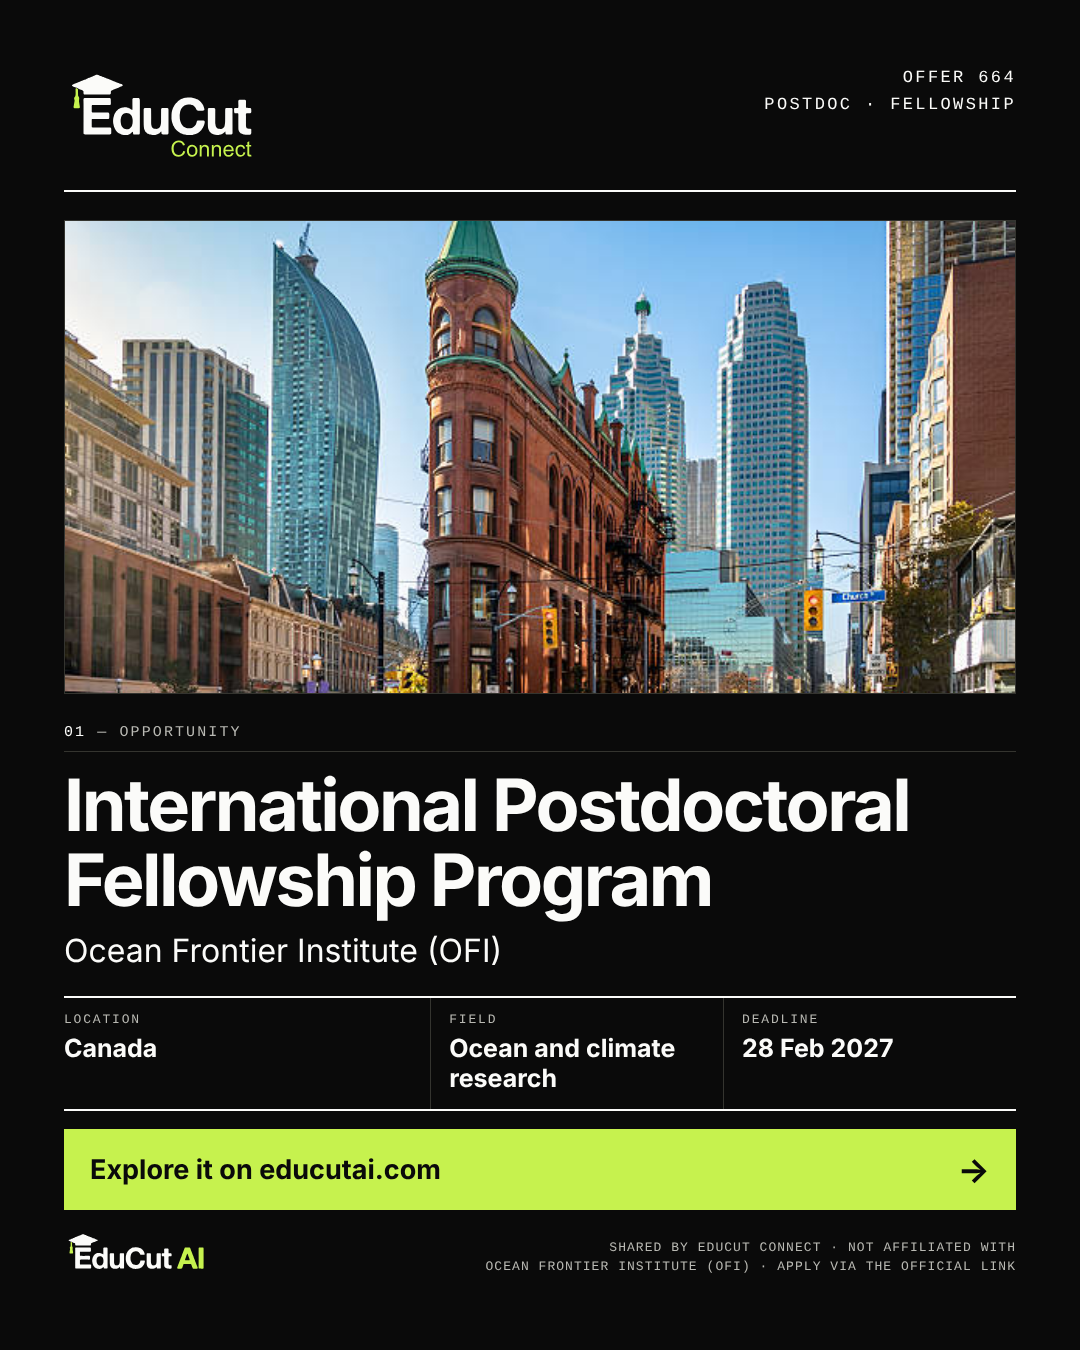 EduCut
Connect
OFFER 664
POSTDOC · FELLOWSHIP
Church
01 — OPPORTUNITY
International Postdoctoral
Fellowship Program
Ocean Frontier Institute (OFI)
LOCATION
Canada
FIELD
Ocean and climate
research
DEADLINE
28 Feb 2027
Explore it on educutai.com →
EduCut AI
SHARED BY EDUCUT CONNECT · NOT AFFILIATED WITH
OCEAN FRONTIER INSTITUTE (OFI) · APPLY VIA THE OFFICIAL LINK